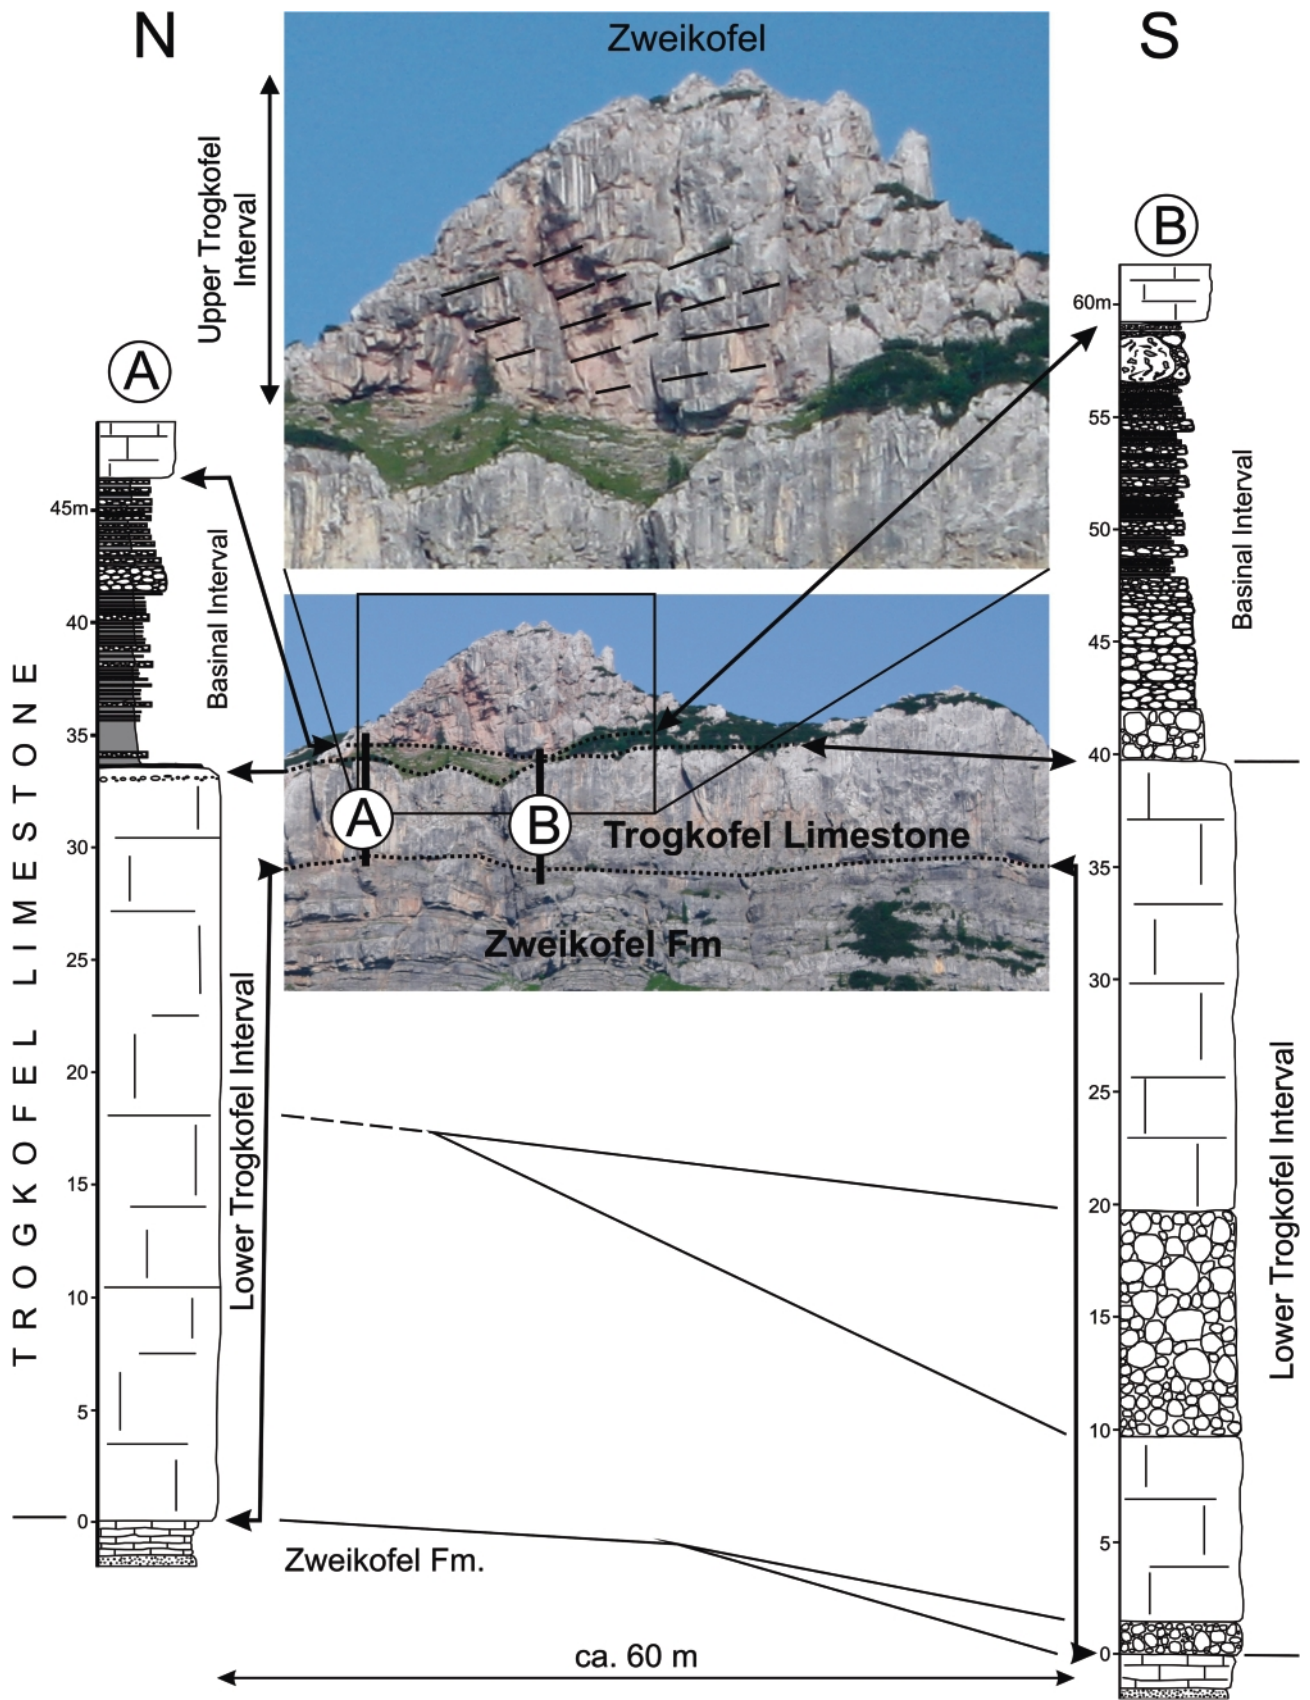 N
Zweikofel
S
Upper Trogkofel
Interval
A
B
TROGKOFEL LIMESTONE
45m
40
35
30
25
20
15
10
5
0
Basinal Interval
Lower Trogkofel Interval
A
B
Trogkofel Limestone
Zweikofel Fm
Zweikofel Fm.
ca. 60 m
60m
55
50
45
40
35
30
25
20
15
10
5
0
Basinal Interval
Lower Trogkofel Interval